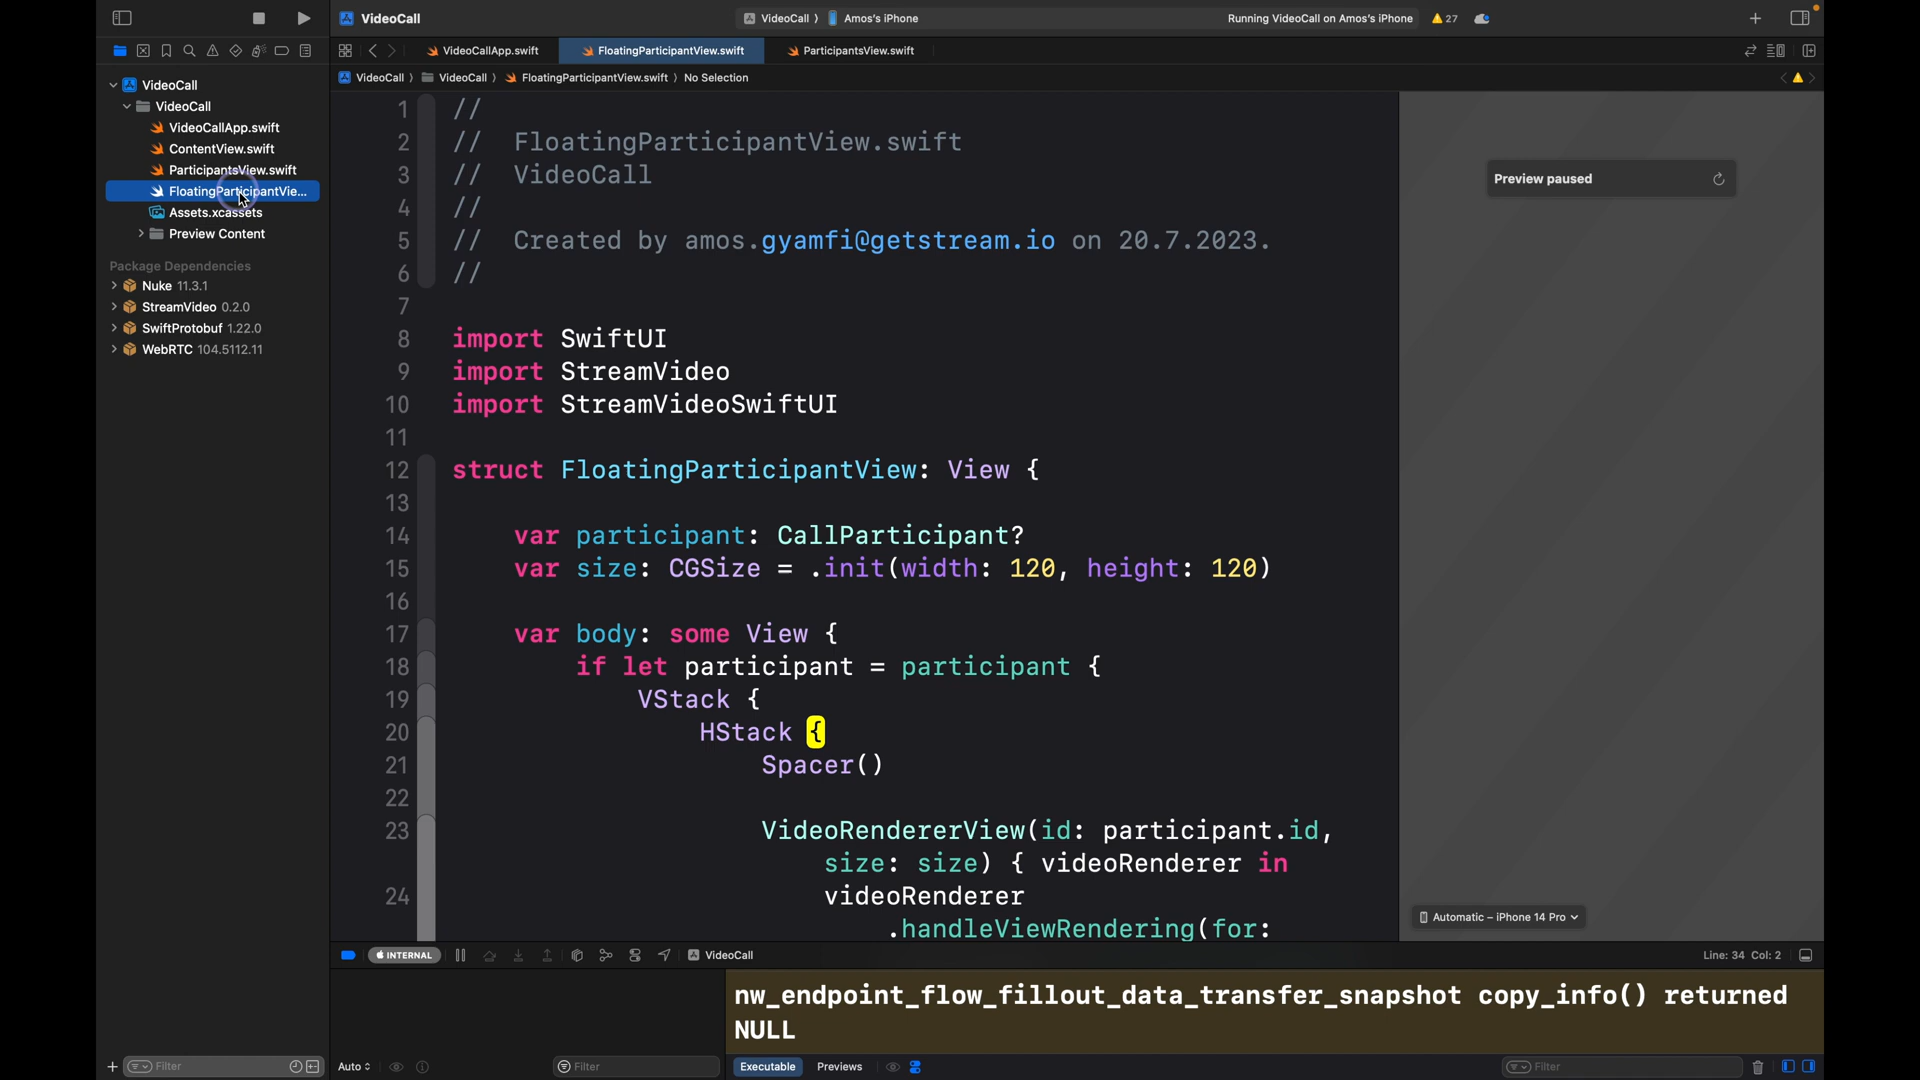 VideoCall
VideoCall
Amos's iPhone
Running VideoCall on Amos's iPhone
27
VideoCallApp.swift
FloatingParticipantView.swift
ParticipantsView.swift
VideoCall
VideoCall
FloatingParticipantView.swift
No Selection
VideoCall
VideoCall
VideoCallApp.swift
ContentView.swift
ParticipantsView.swift
FloatingParticipantVie...
Assets.xcassets
Preview Content
Package Dependencies
Nuke 11.3.1
StreamVideo 0.2.0
SwiftProtobuf 1.22.0
WebRTC 104.5112.11
1 //
2 // FloatingParticipantView.swift
3 // VideoCall
4 //
5 // Created by amos.gyamfi@getstream.io on 20.7.2023.
6 //
7
8 import SwiftUI
9 import StreamVideo
10 import StreamVideoSwiftUI
11
12 struct FloatingParticipantView: View {
13
14 var participant: CallParticipant?
15 var size: CGSize = .init(width: 120, height: 120)
16
17 var body: some View {
18 if let participant = participant {
19 VStack {
20 HStack {
21 Spacer()
22
23 VideoRendererView(id: participant.id,
size: size) { videoRenderer in
24 videoRenderer
.handleViewRendering(for:
Preview paused
Automatic – iPhone 14 Pro
INTERNAL
VideoCall
Line: 34 Col: 2
nw_endpoint_flow_fillout_data_transfer_snapshot copy_info() returned
NULL
Filter
Auto
Filter
Executable
Previews
Filter